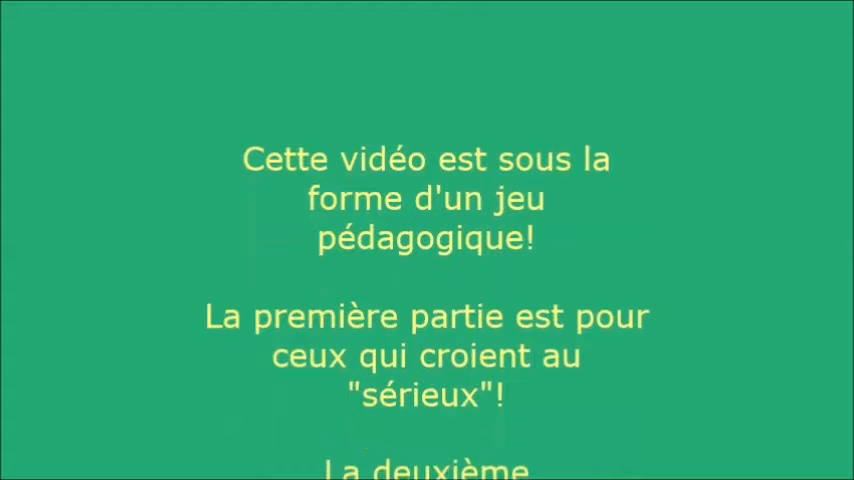 Cette vidéo est sous la
forme d'un jeu
pédagogique!
La première partie est pour
ceux qui croient au
"sérieux"!
La deuxième